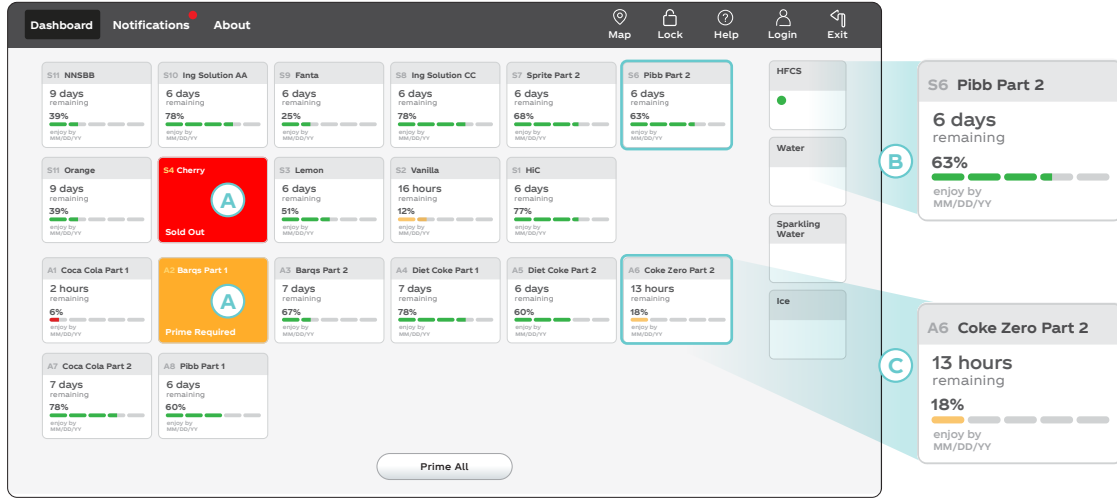 Dashboard
Notifications
About
Map
Lock
Help
Login
Exit
S11 NNSBB
9 days
remaining
39%
enjoy by
MM/DD/YY
S10 Ing Solution AA
6 days
remaining
78%
enjoy by
MM/DD/YY
S9 Fanta
6 days
remaining
25%
enjoy by
MM/DD/YY
S8 Ing Solution CC
6 days
remaining
78%
enjoy by
MM/DD/YY
S7 Sprite Part 2
6 days
remaining
68%
enjoy by
MM/DD/YY
S6 Pibb Part 2
6 days
remaining
63%
enjoy by
MM/DD/YY
S11 Orange
9 days
remaining
39%
enjoy by
MM/DD/YY
S4 Cherry
A
Sold Out
S3 Lemon
6 days
remaining
51%
enjoy by
MM/DD/YY
S2 Vanilla
16 hours
remaining
12%
enjoy by
MM/DD/YY
S1 HiC
6 days
remaining
77%
enjoy by
MM/DD/YY
A1 Coca Cola Part 1
2 hours
remaining
6%
enjoy by
MM/DD/YY
A2 Barqs Part 1
A
Prime Required
A3 Barqs Part 2
7 days
remaining
67%
enjoy by
MM/DD/YY
A4 Diet Coke Part 1
7 days
remaining
78%
enjoy by
MM/DD/YY
A5 Diet Coke Part 2
6 days
remaining
60%
enjoy by
MM/DD/YY
A6 Coke Zero Part 2
13 hours
remaining
18%
enjoy by
MM/DD/YY
A7 Coca Cola Part 2
7 days
remaining
78%
enjoy by
MM/DD/YY
A8 Pibb Part 1
6 days
remaining
60%
enjoy by
MM/DD/YY
HFCS
Water
Sparkling
Water
Ice
Prime All
B
S6 Pibb Part 2
6 days
remaining
63%
enjoy by
MM/DD/YY
C
A6 Coke Zero Part 2
13 hours
remaining
18%
enjoy by
MM/DD/YY